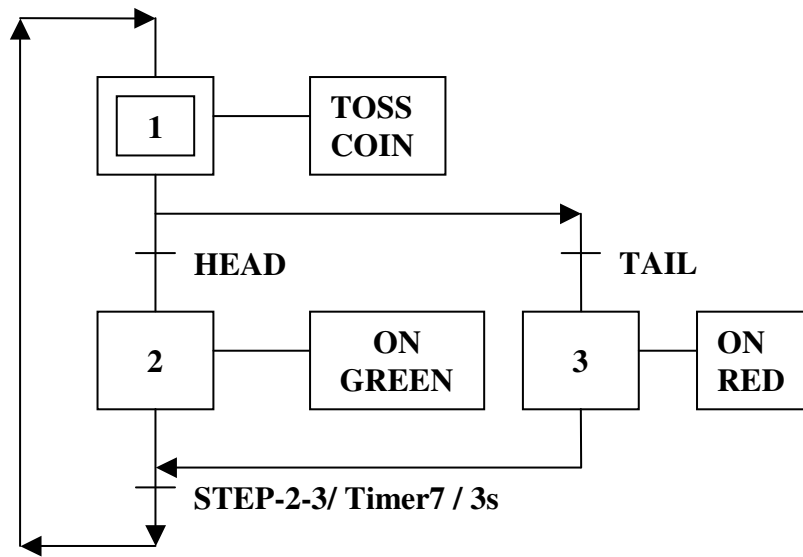 1
TOSS
COIN
HEAD
TAIL
2
ON
GREEN
3
ON
RED
STEP-2-3/ Timer7 / 3s